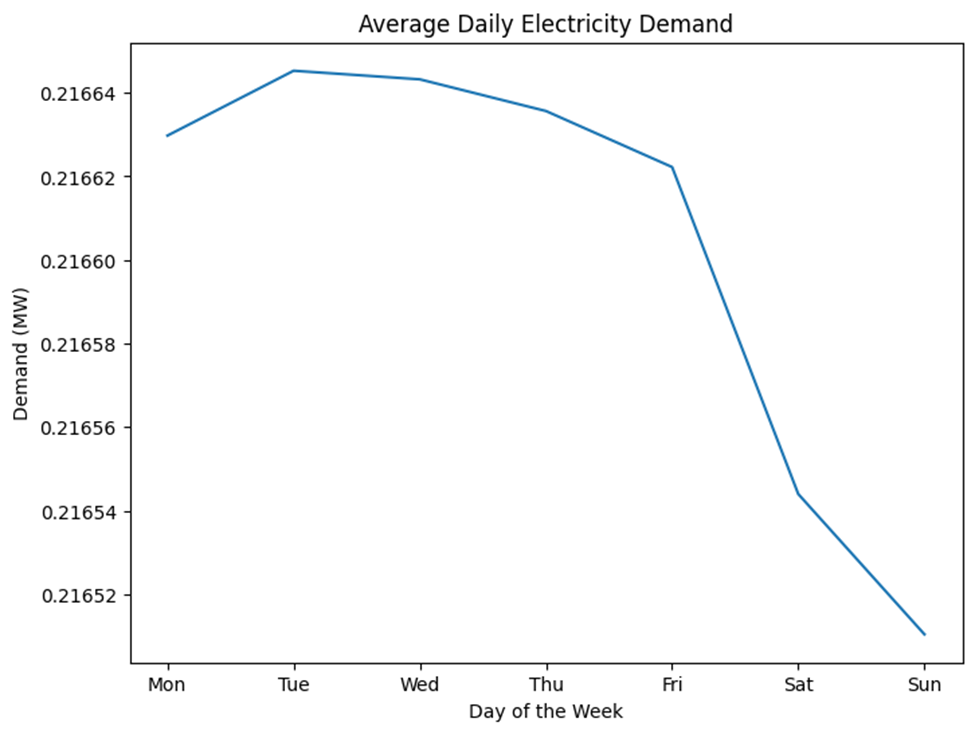 Average Daily Electricity Demand
0.21664
0.21662
0.21660
0.21658
0.21656
0.21654
0.21652
Demand (MW)
Mon Tue Wed Thu Fri Sat Sun
Day of the Week